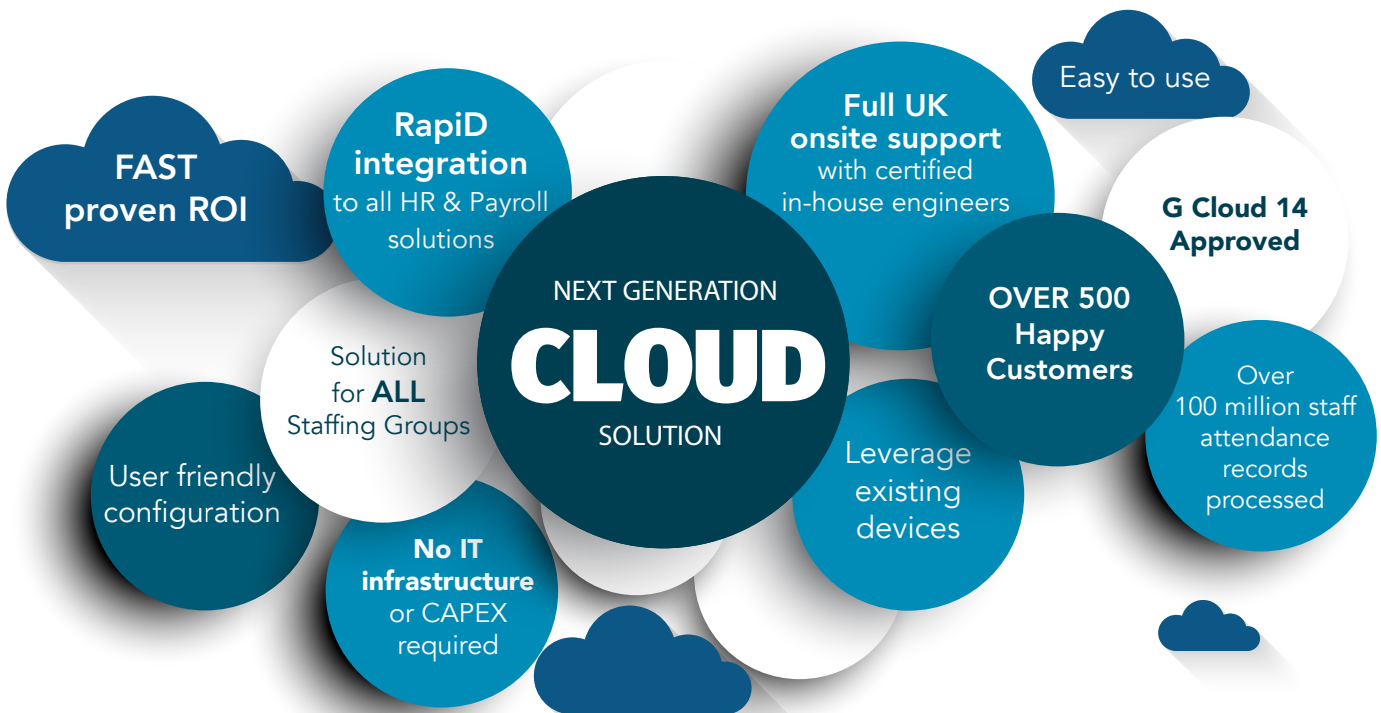 FAST
proven ROI
RapiD
integration
to all HR & Payroll
solutions
Full UK
onsite support
with certified
in-house engineers
Easy to use
G Cloud 14
Approved
NEXT GENERATION
CLOUD
SOLUTION
OVER 500
Happy
Customers
Solution
for ALL
Staffing Groups
Over
100 million staff
attendance
records
processed
User friendly
configuration
Leverage
existing
devices
No IT
infrastructure
or CAPEX
required